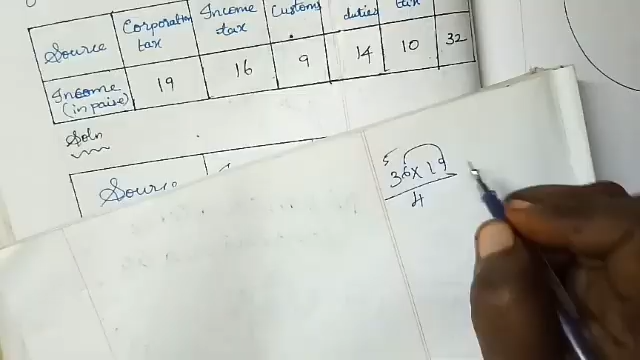 Source Corporation tax Income tax Customs duties tax
Income (in paise) 19 16 9 14 10 32
Soln
Source
5
36 x 19
4